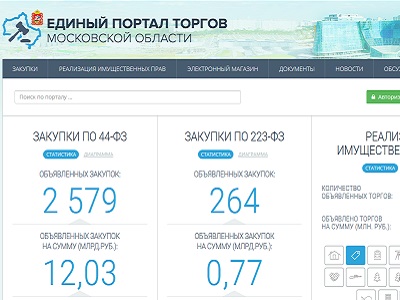 ЕДИНЫЙ ПОРТАЛ ТОРГОВ
МОСКОВСКОЙ ОБЛАСТИ
ЗАКУПКИ РЕАЛИЗАЦИЯ ИМУЩЕСТВЕННЫХ ПРАВ ЭЛЕКТРОННЫЙ МАГАЗИН ДОКУМЕНТЫ НОВОСТИ ОБСУ
Поиск по порталу ... Авториз
ЗАКУПКИ ПО 44-ФЗ
СТАТИСТИКА ДИАГРАММА
ОБЪЯВЛЕННЫХ ЗАКУПОК:
2 579
ОБЪЯВЛЕННЫХ ЗАКУПОК
НА СУММУ (МЛРД.РУБ.):
12,03
ЗАКУПКИ ПО 223-ФЗ
СТАТИСТИКА ДИАГРАММА
ОБЪЯВЛЕННЫХ ЗАКУПОК:
264
ОБЪЯВЛЕННЫХ ЗАКУПОК
НА СУММУ (МЛРД.РУБ.):
0,77
РЕАЛИ
ИМУЩЕСТВЕ
СТАТИСТИКА
КОЛИЧЕСТВО
ОБЪЯВЛЕННЫХ ТОРГОВ:
ОБЪЯВЛЕНО ТОРГОВ
НА СУММУ (МЛН. РУБ.):